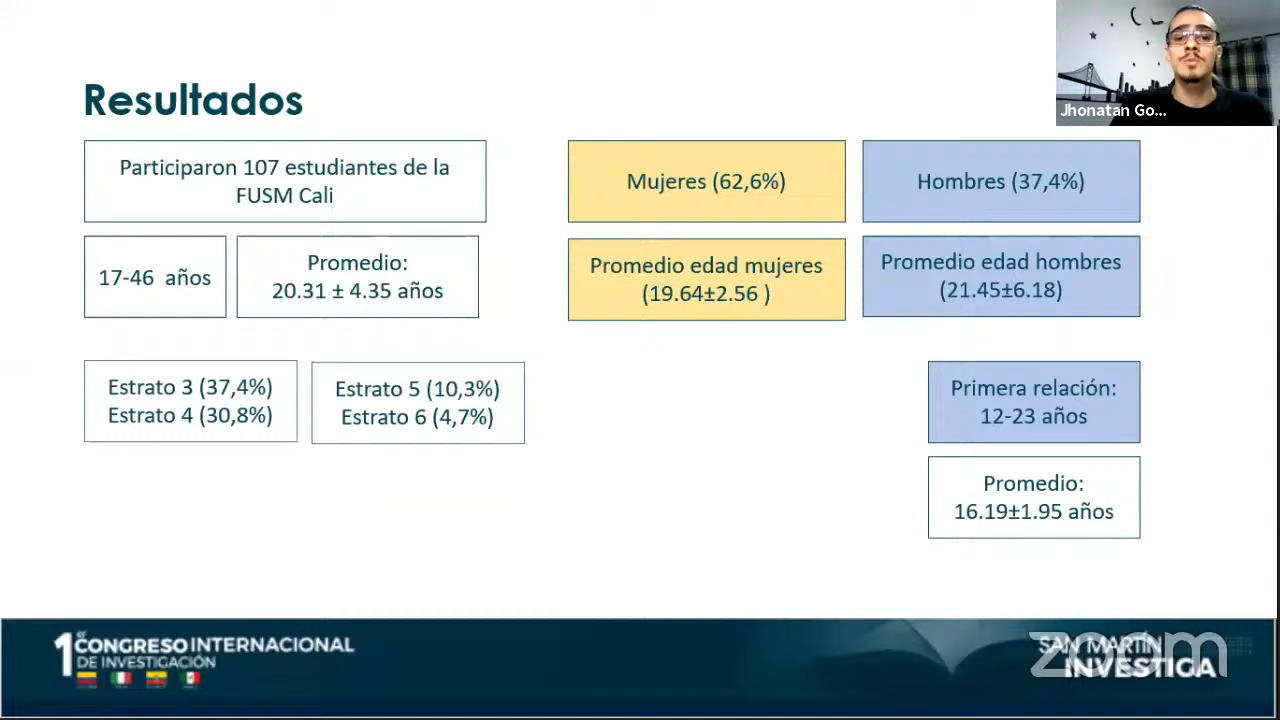 Jhonatan Go...
Resultados
Participaron 107 estudiantes de la
FUSM Cali
Mujeres (62,6%)
Hombres (37,4%)
17-46 años
Promedio:
20.31 ± 4.35 años
Promedio edad mujeres
(19.64±2.56 )
Promedio edad hombres
(21.45±6.18)
Estrato 3 (37,4%)
Estrato 4 (30,8%)
Estrato 5 (10,3%)
Estrato 6 (4,7%)
Primera relación:
12-23 años
Promedio:
16.19±1.95 años
1er CONGRESO INTERNACIONAL
DE INVESTIGACIÓN
SAN MARTÍN
INVESTIGA
zoom